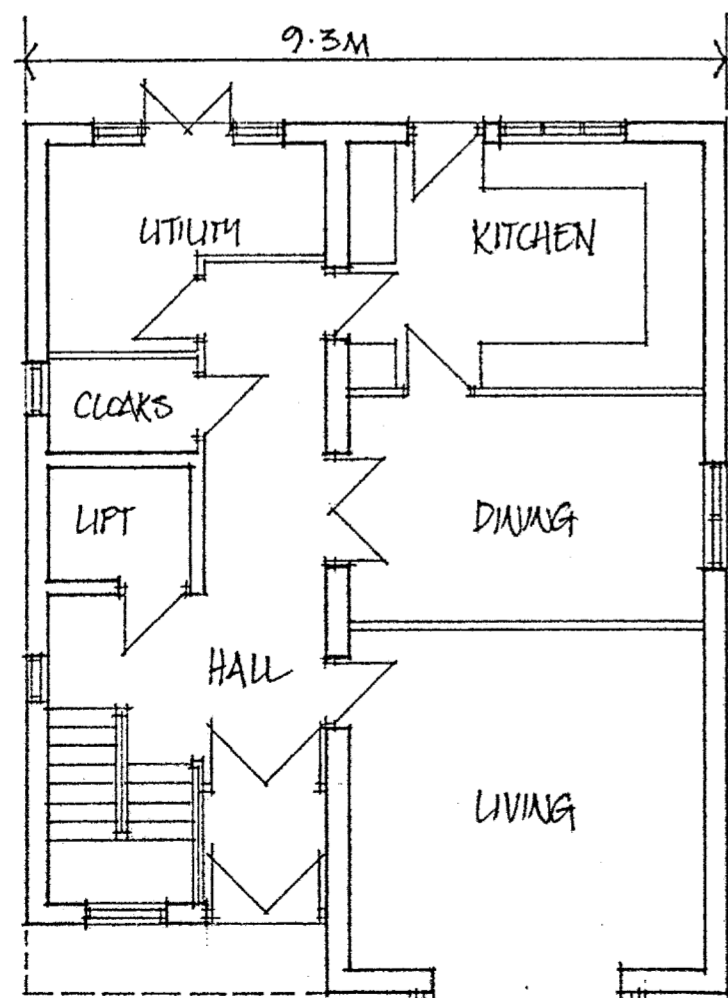 9.3M
UTILITY
KITCHEN
CLOAKS
LIFT
DINING
HALL
LIVING